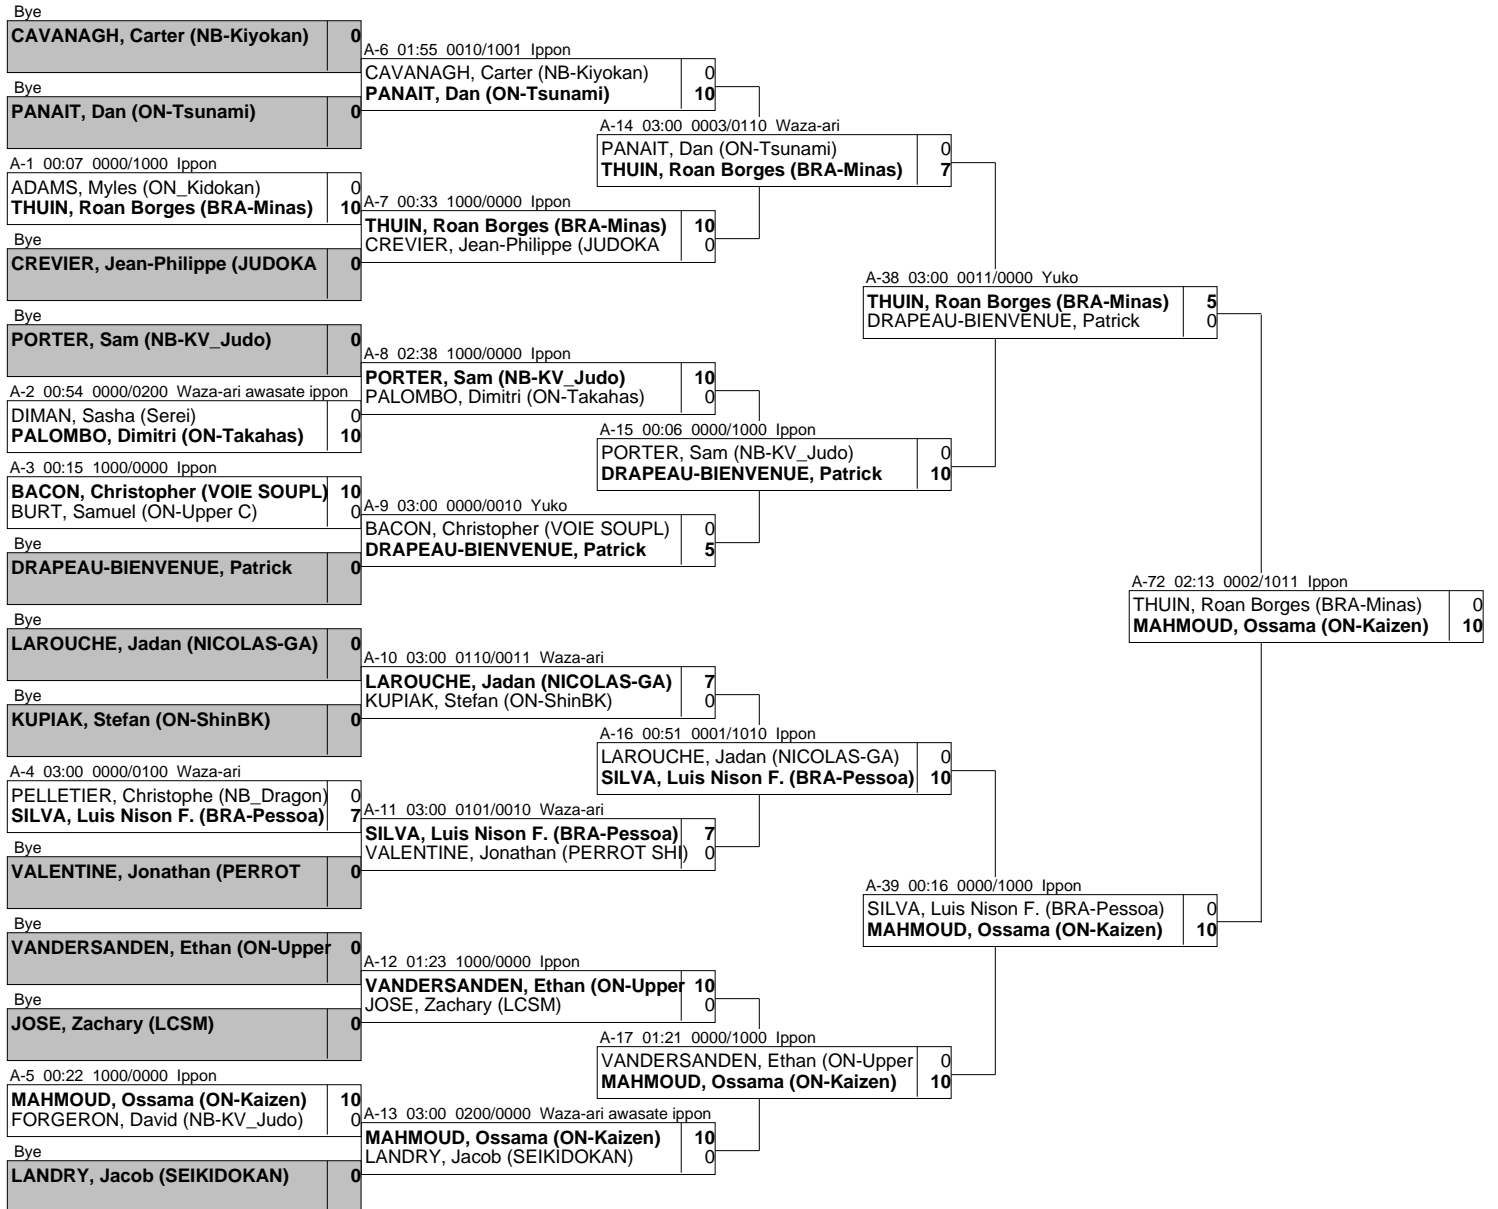 Bye
CAVANAGH, Carter (NB-Kiyokan) 0
Bye
PANAIT, Dan (ON-Tsunami) 0
A-1 00:07 0000/1000 Ippon
ADAMS, Myles (ON_Kidokan) 0
THUIN, Roan Borges (BRA-Minas) 10
Bye
CREVIER, Jean-Philippe (JUDOKA 0
Bye
PORTER, Sam (NB-KV_Judo) 0
A-2 00:54 0000/0200 Waza-ari awasate ippon
DIMAN, Sasha (Serei) 0
PALOMBO, Dimitri (ON-Takahas) 10
A-3 00:15 1000/0000 Ippon
BACON, Christopher (VOIE SOUPL) 10
BURT, Samuel (ON-Upper C) 0
Bye
DRAPEAU-BIENVENUE, Patrick 0
Bye
LAROUCHE, Jadan (NICOLAS-GA) 0
Bye
KUPIAK, Stefan (ON-ShinBK) 0
A-4 03:00 0000/0100 Waza-ari
PELLETIER, Christophe (NB_Dragon) 0
SILVA, Luis Nison F. (BRA-Pessoa) 7
Bye
VALENTINE, Jonathan (PERROT 0
Bye
VANDERSANDEN, Ethan (ON-Upper 0
Bye
JOSE, Zachary (LCSM) 0
A-5 00:22 1000/0000 Ippon
MAHMOUD, Ossama (ON-Kaizen) 10
FORGERON, David (NB-KV_Judo) 0
Bye
LANDRY, Jacob (SEIKIDOKAN) 0
A-6 01:55 0010/1001 Ippon
CAVANAGH, Carter (NB-Kiyokan) 0
PANAIT, Dan (ON-Tsunami) 10
A-7 00:33 1000/0000 Ippon
THUIN, Roan Borges (BRA-Minas) 10
CREVIER, Jean-Philippe (JUDOKA 0
A-8 02:38 1000/0000 Ippon
PORTER, Sam (NB-KV_Judo) 10
PALOMBO, Dimitri (ON-Takahas) 0
A-9 03:00 0000/0010 Yuko
BACON, Christopher (VOIE SOUPL) 0
DRAPEAU-BIENVENUE, Patrick 5
A-10 03:00 0110/0011 Waza-ari
LAROUCHE, Jadan (NICOLAS-GA) 7
KUPIAK, Stefan (ON-ShinBK) 0
A-11 03:00 0101/0010 Waza-ari
SILVA, Luis Nison F. (BRA-Pessoa) 7
VALENTINE, Jonathan (PERROT SHI) 0
A-12 01:23 1000/0000 Ippon
VANDERSANDEN, Ethan (ON-Upper 10
JOSE, Zachary (LCSM) 0
A-13 03:00 0200/0000 Waza-ari awasate ippon
MAHMOUD, Ossama (ON-Kaizen) 10
LANDRY, Jacob (SEIKIDOKAN) 0
A-14 03:00 0003/0110 Waza-ari
PANAIT, Dan (ON-Tsunami) 0
THUIN, Roan Borges (BRA-Minas) 7
A-15 00:06 0000/1000 Ippon
PORTER, Sam (NB-KV_Judo) 0
DRAPEAU-BIENVENUE, Patrick 10
A-16 00:51 0001/1010 Ippon
LAROUCHE, Jadan (NICOLAS-GA) 0
SILVA, Luis Nison F. (BRA-Pessoa) 10
A-17 01:21 0000/1000 Ippon
VANDERSANDEN, Ethan (ON-Upper 0
MAHMOUD, Ossama (ON-Kaizen) 10
A-38 03:00 0011/0000 Yuko
THUIN, Roan Borges (BRA-Minas) 5
DRAPEAU-BIENVENUE, Patrick 0
A-39 00:16 0000/1000 Ippon
SILVA, Luis Nison F. (BRA-Pessoa) 0
MAHMOUD, Ossama (ON-Kaizen) 10
A-72 02:13 0002/1011 Ippon
THUIN, Roan Borges (BRA-Minas) 0
MAHMOUD, Ossama (ON-Kaizen) 10